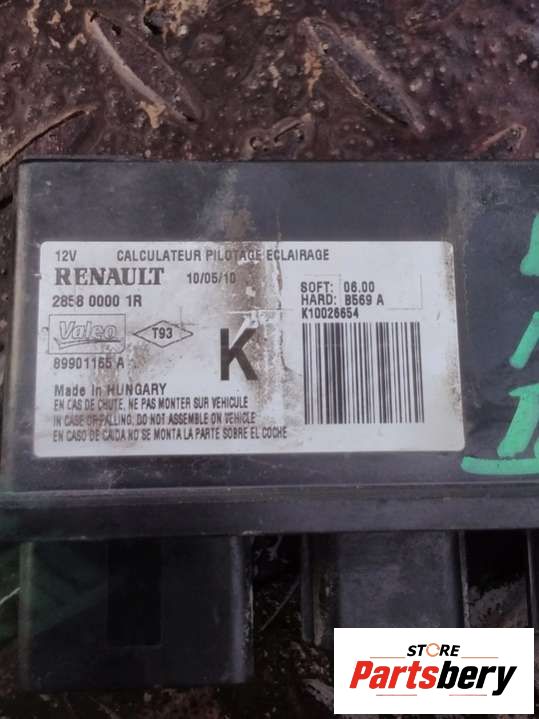 12V CALCULATEUR PILOTAGE ECLAIRAGE
RENAULT 10/05/10
2858 0000 1R
SOFT: 06.00
HARD: B569 A
K10026654
Valeo T93
K
89901165 A
Made in HUNGARY
EN CAS DE CHUTE, NE PAS MONTER SUR VEHICULE
IN CASE OF FALLING, DO NOT ASSEMBLE ON VEHICLE
EN CASO DE CAIDA NO SE MONTA LA PARTE SOBRE EL COCHE
STORE
Partsbery